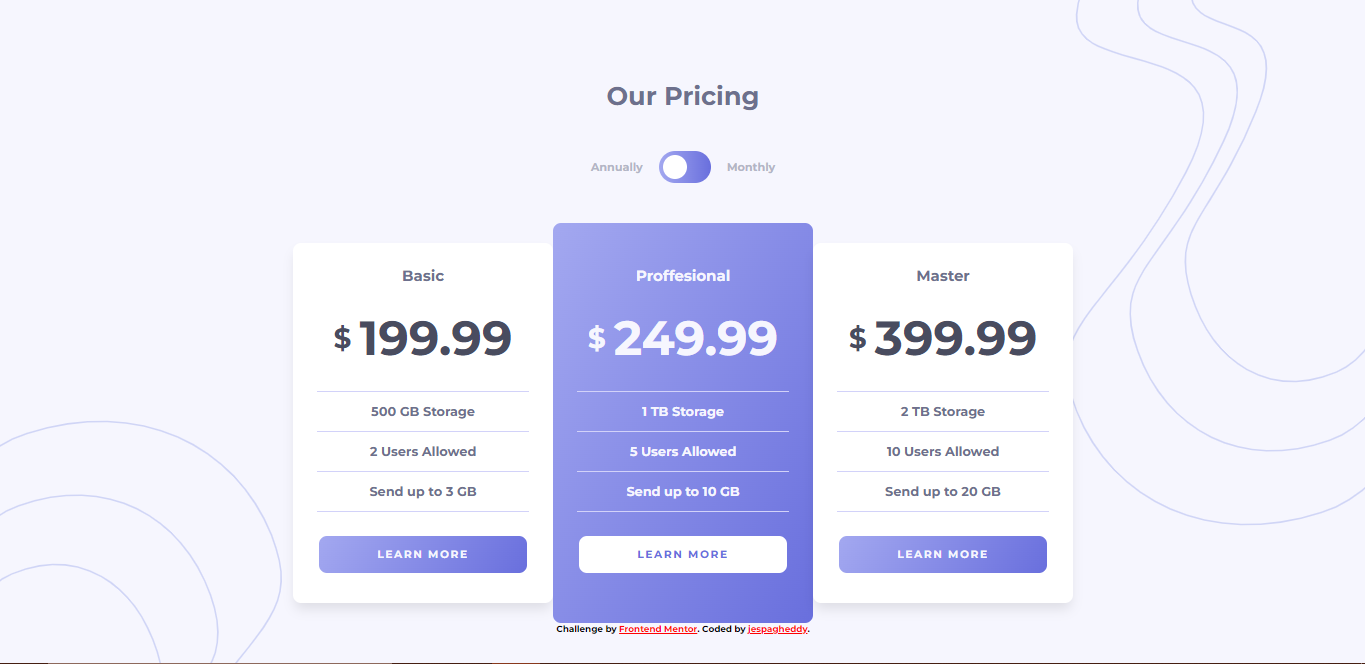 Our Pricing
Annually Monthly
Basic
$ 199.99
500 GB Storage
2 Users Allowed
Send up to 3 GB
LEARN MORE
Proffesional
$ 249.99
1 TB Storage
5 Users Allowed
Send up to 10 GB
LEARN MORE
Master
$ 399.99
2 TB Storage
10 Users Allowed
Send up to 20 GB
LEARN MORE
Challenge by Frontend Mentor. Coded by jespagheddy.